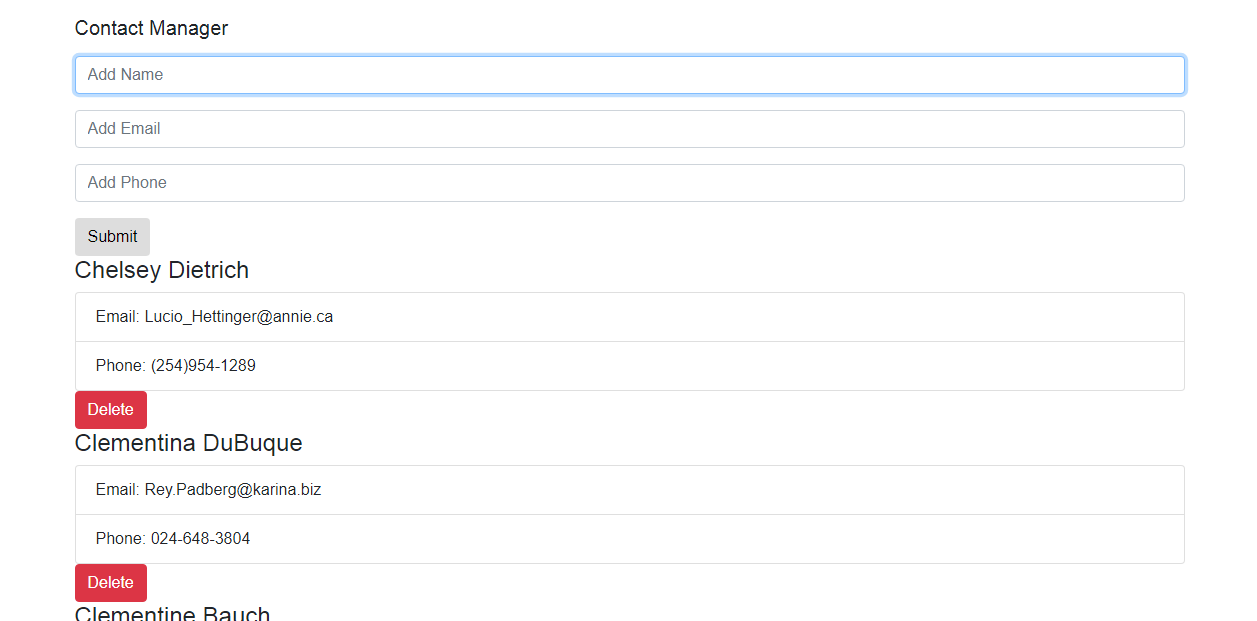 Contact Manager
Add Name
Add Email
Add Phone
Submit
Chelsey Dietrich
Email: Lucio_Hettinger@annie.ca
Phone: (254)954-1289
Delete
Clementina DuBuque
Email: Rey.Padberg@karina.biz
Phone: 024-648-3804
Delete
Clementine Bauch